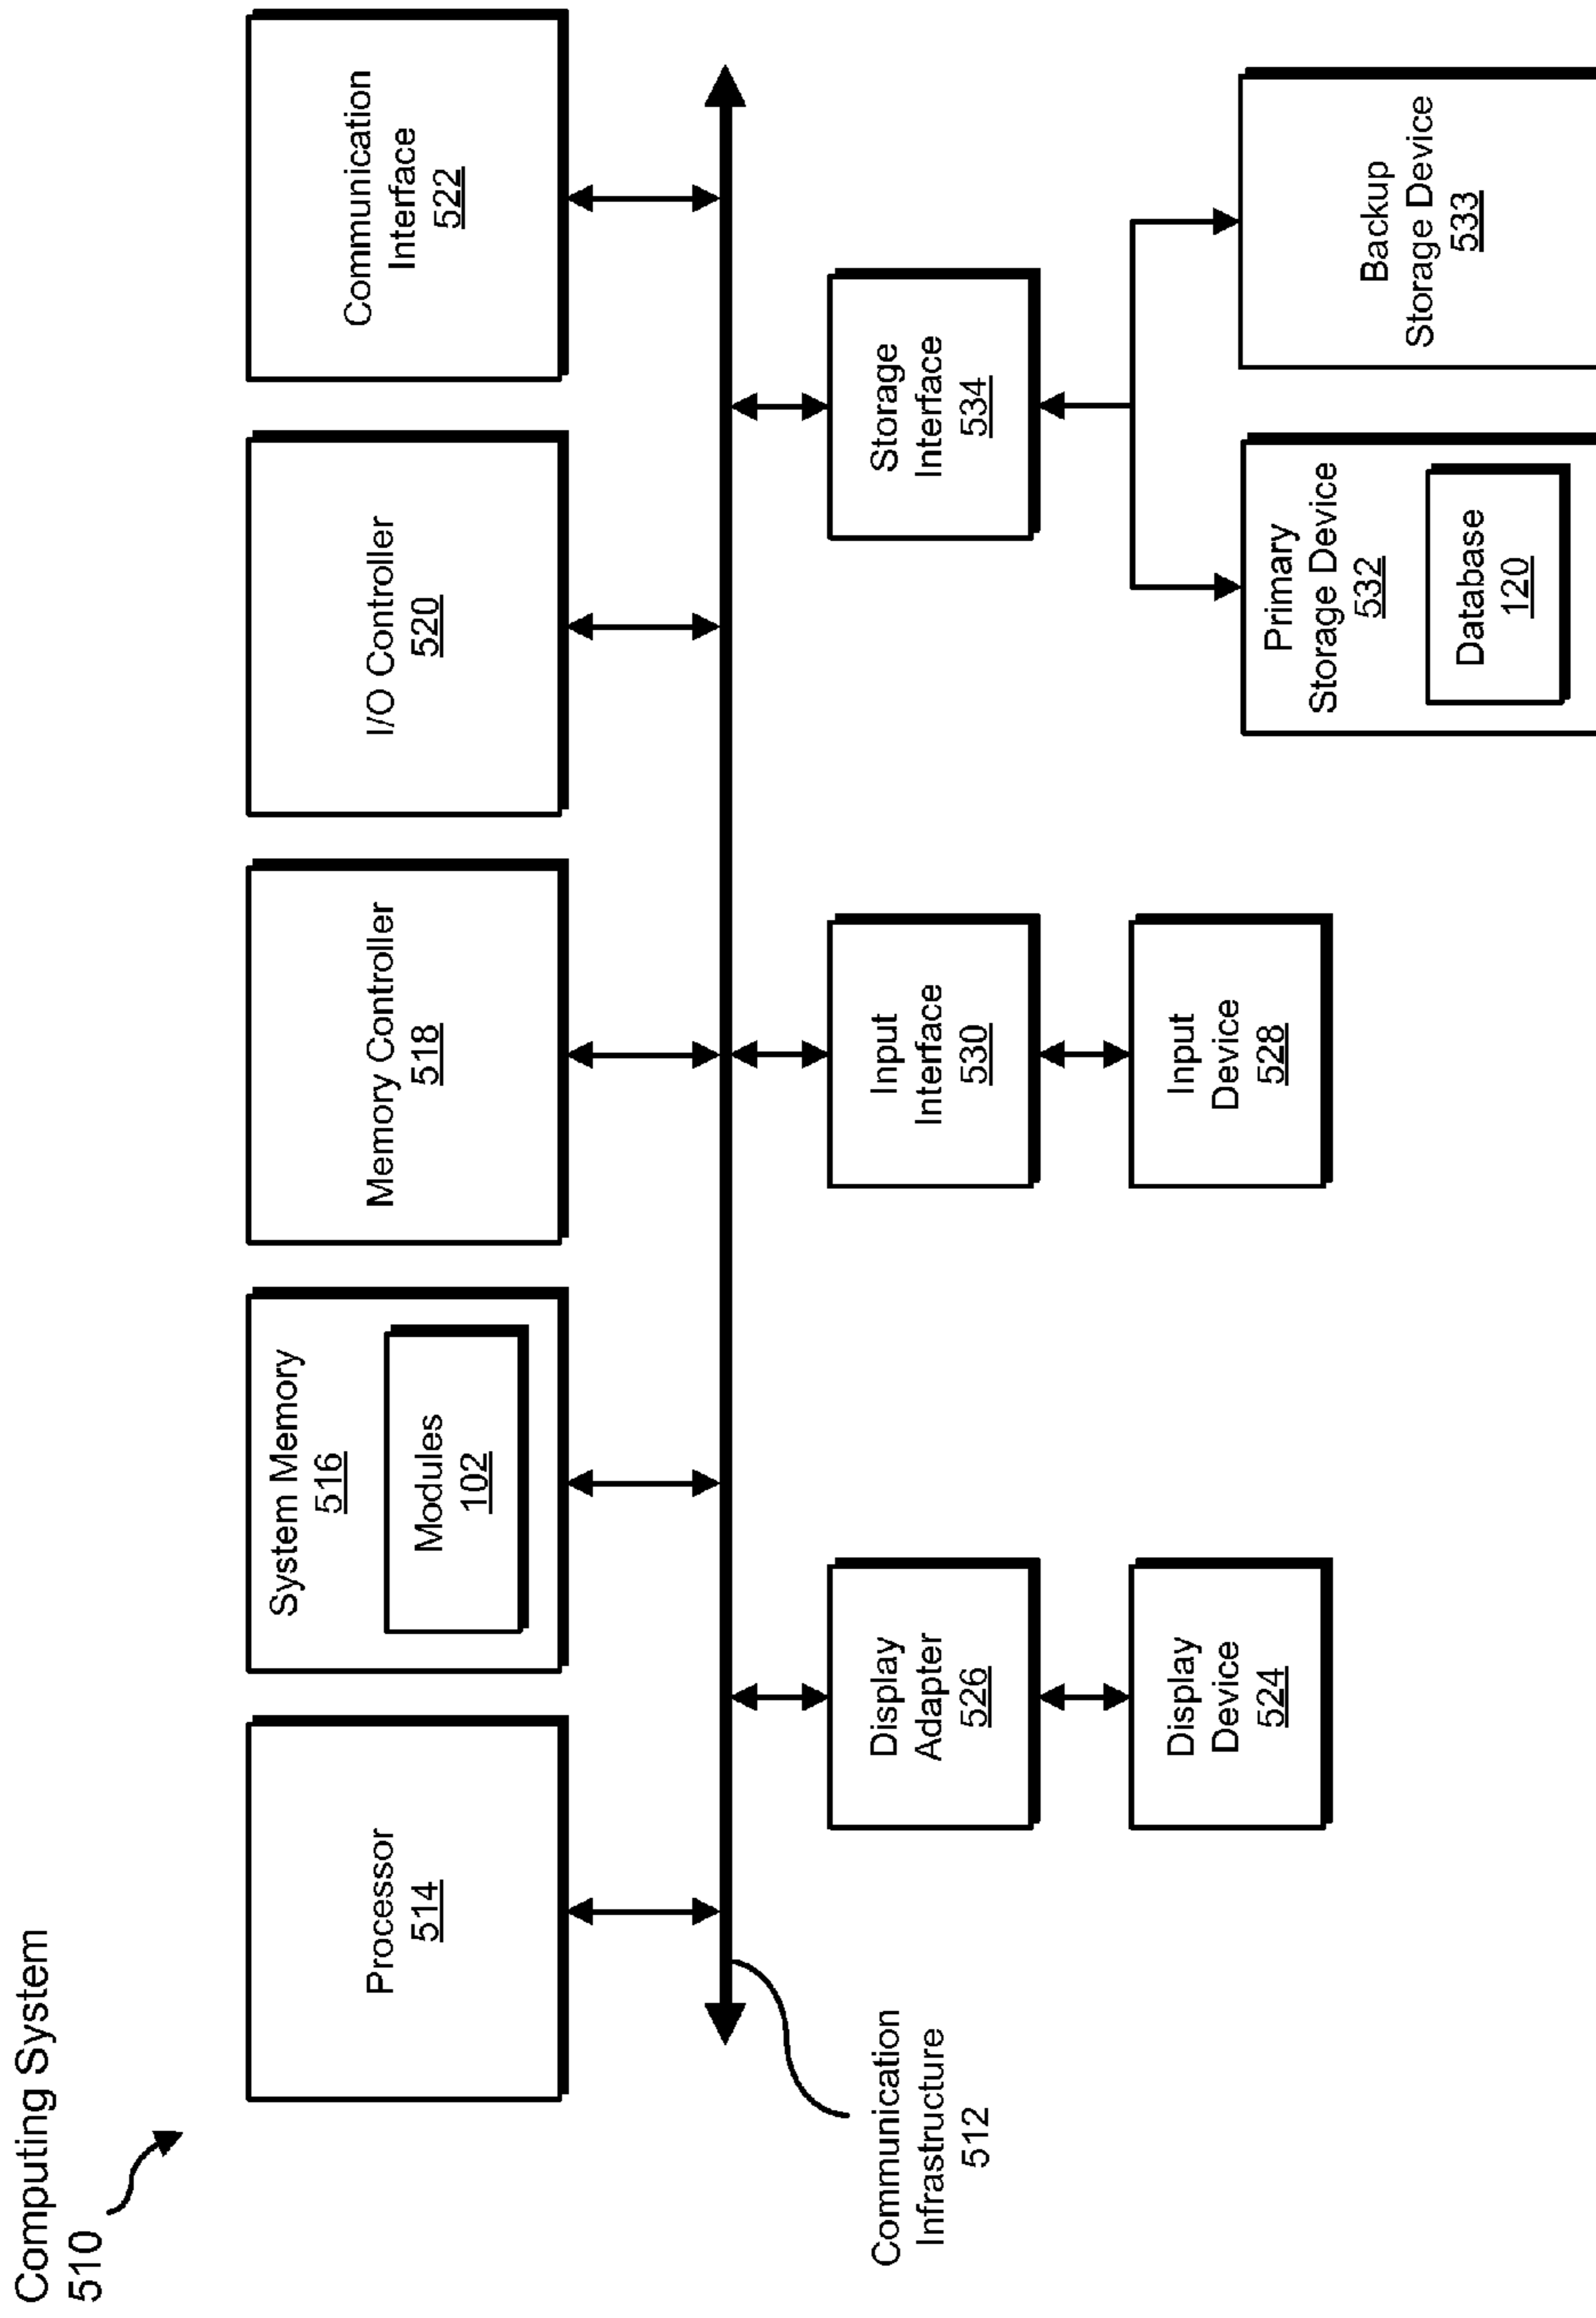 Computing System
510
Processor
514
System Memory
516
Modules
102
Memory Controller
518
I/O Controller
520
Communication
Interface
522
Communication
Infrastructure
512
Display
Adapter
526
Input
Interface
530
Storage
Interface
534
Display
Device
524
Input
Device
528
Primary
Storage Device
532
Database
120
Backup
Storage Device
533